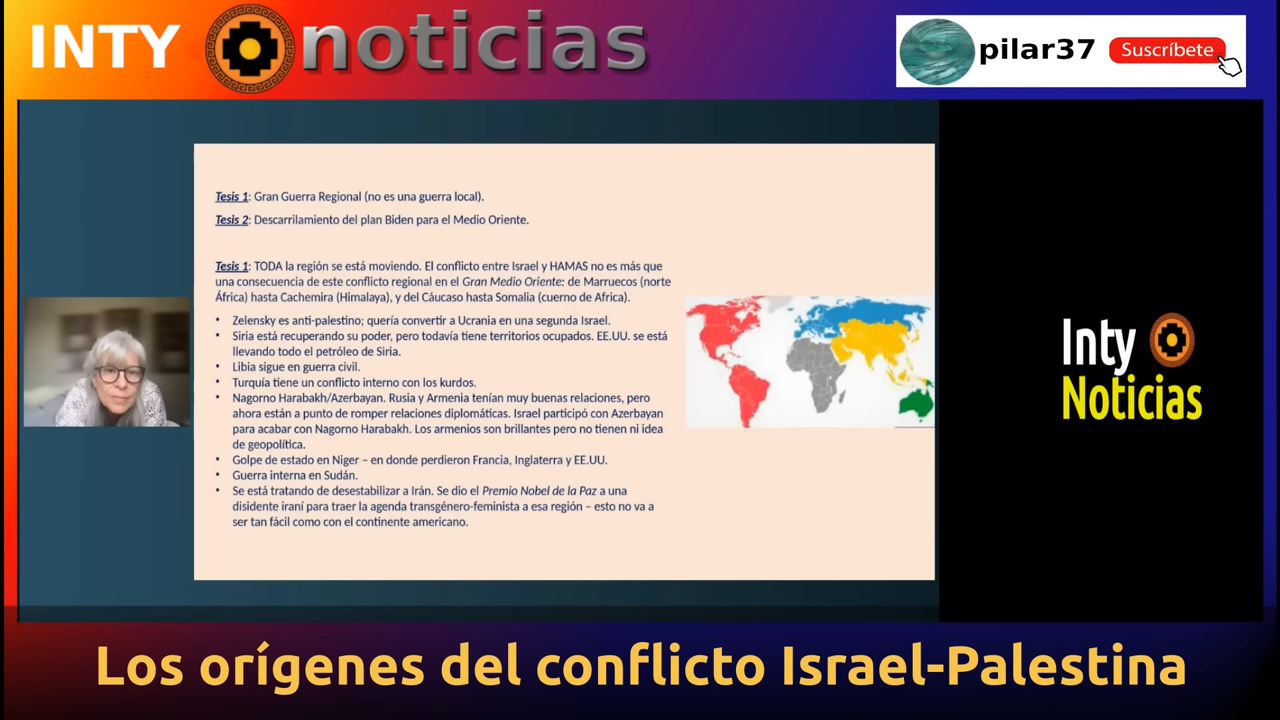 INTY noticias
pilar37
Suscríbete
Tesis 1: Gran Guerra Regional (no es una guerra local).
Tesis 2: Descarrilamiento del plan Biden para el Medio Oriente.
Tesis 1: TODA la región se está moviendo. El conflicto entre Israel y HAMAS no es más que
una consecuencia de este conflicto regional en el Gran Medio Oriente: de Marruecos (norte
África) hasta Cachemira (Himalaya), y del Cáucaso hasta Somalia (cuerno de Africa).
• Zelensky es anti-palestino; quería convertir a Ucrania en una segunda Israel.
• Siria está recuperando su poder, pero todavía tiene territorios ocupados. EE.UU. se está
llevando todo el petróleo de Siria.
• Libia sigue en guerra civil.
• Turquía tiene un conflicto interno con los kurdos.
• Nagorno Harabakh/Azerbayan. Rusia y Armenia tenían muy buenas relaciones, pero
ahora están a punto de romper relaciones diplomáticas. Israel participó con Azerbayan
para acabar con Nagorno Harabakh. Los armenios son brillantes pero no tienen ni idea
de geopolítica.
• Golpe de estado en Niger – en donde perdieron Francia, Inglaterra y EE.UU.
• Guerra interna en Sudán.
• Se está tratando de desestabilizar a Irán. Se dio el Premio Nobel de la Paz a una
disidente iraní para traer la agenda transgénero-feminista a esa región – esto no va a
ser tan fácil como con el continente americano.
Inty
Noticias
Los orígenes del conflicto Israel-Palestina